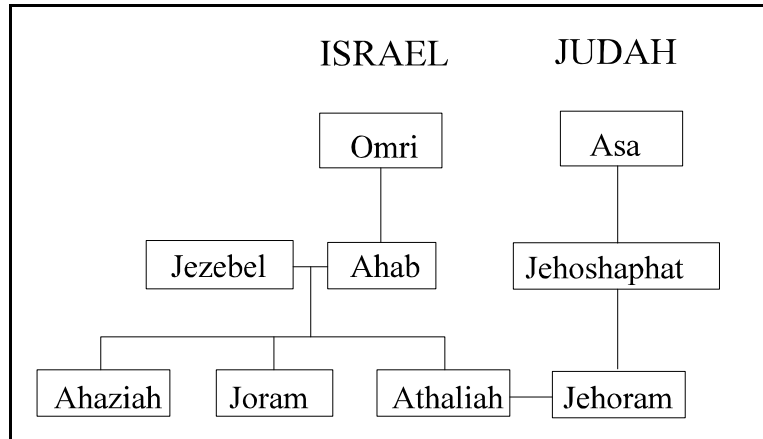 ISRAEL JUDAH
Omri Asa
Jezebel Ahab Jehoshaphat
Ahaziah Joram Athaliah Jehoram